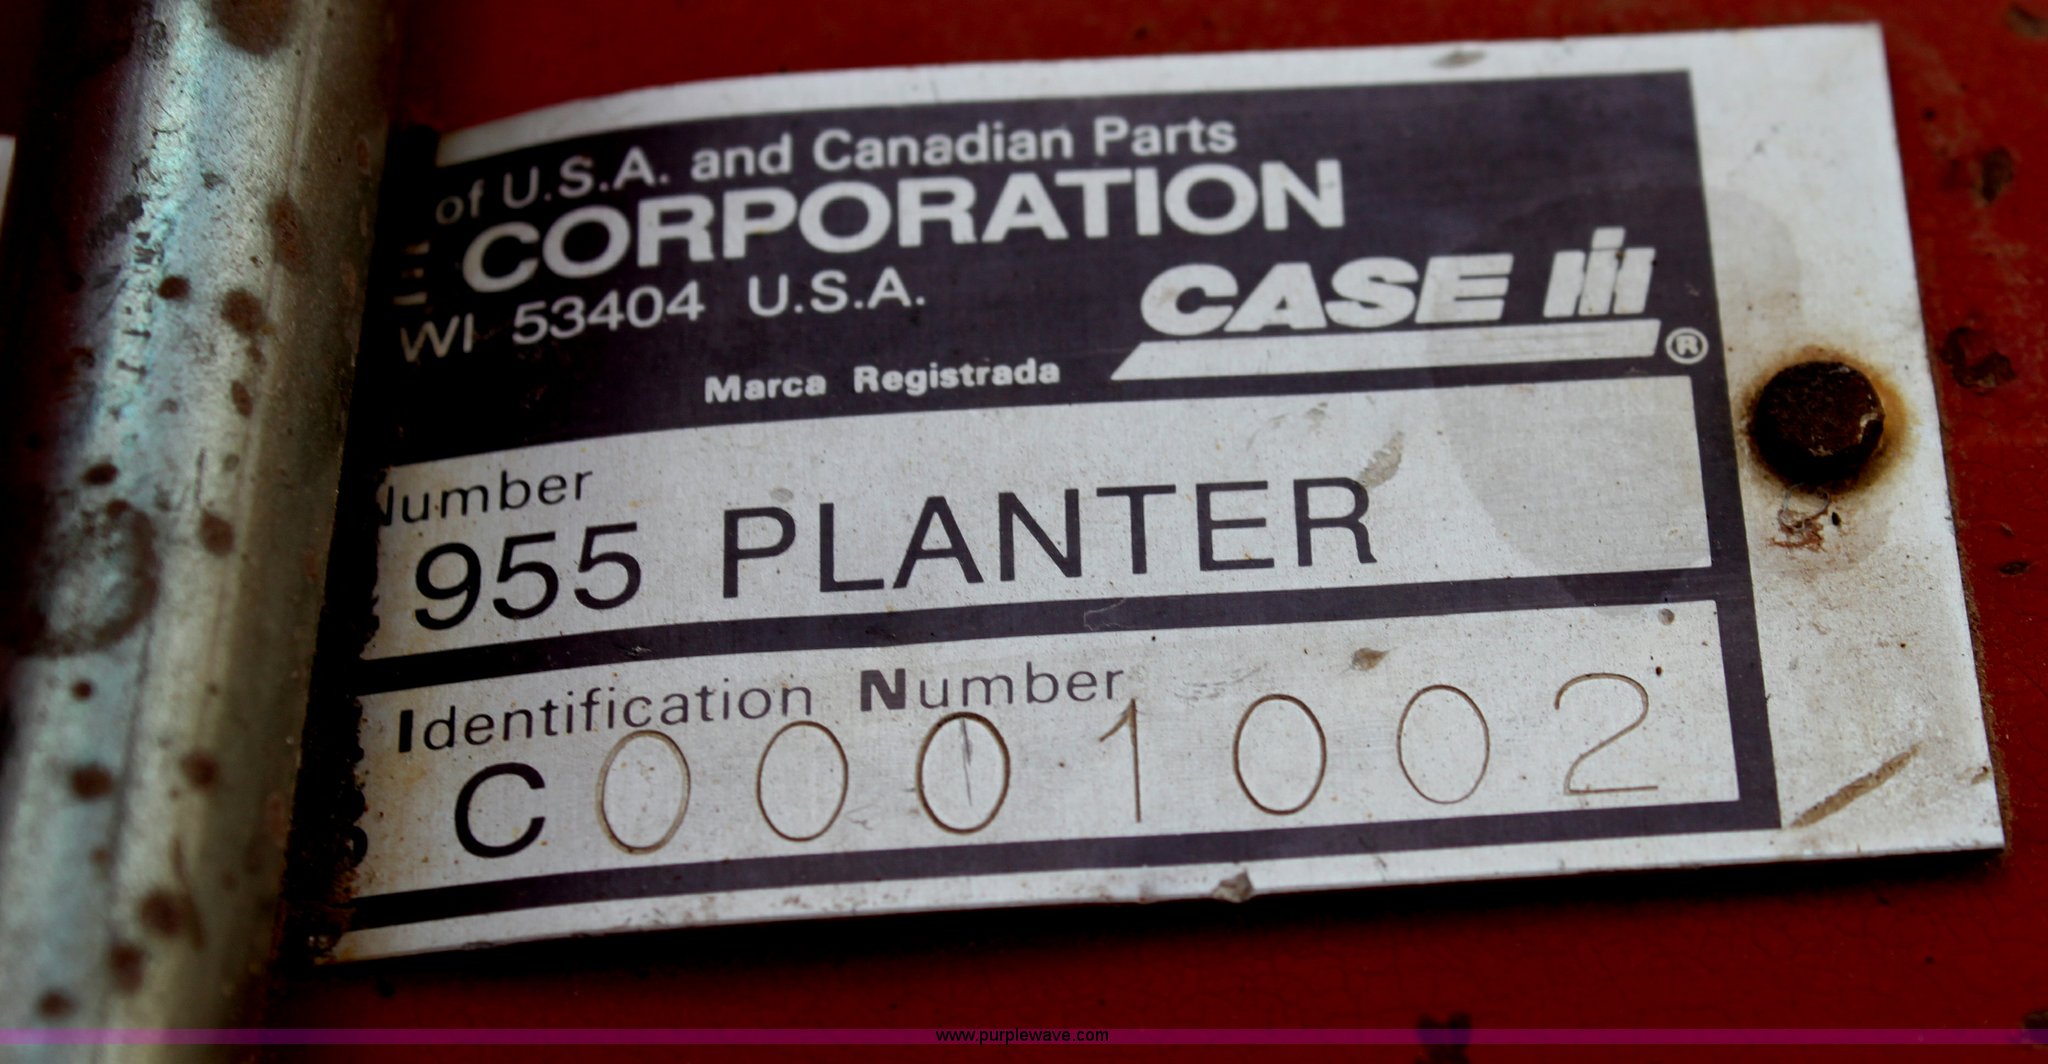 of U.S.A. and Canadian Parts
CORPORATION
WI 53404 U.S.A.
CASE IH ®
Marca Registrada
Number
955 PLANTER
Identification Number
C0001002
www.purplewave.com